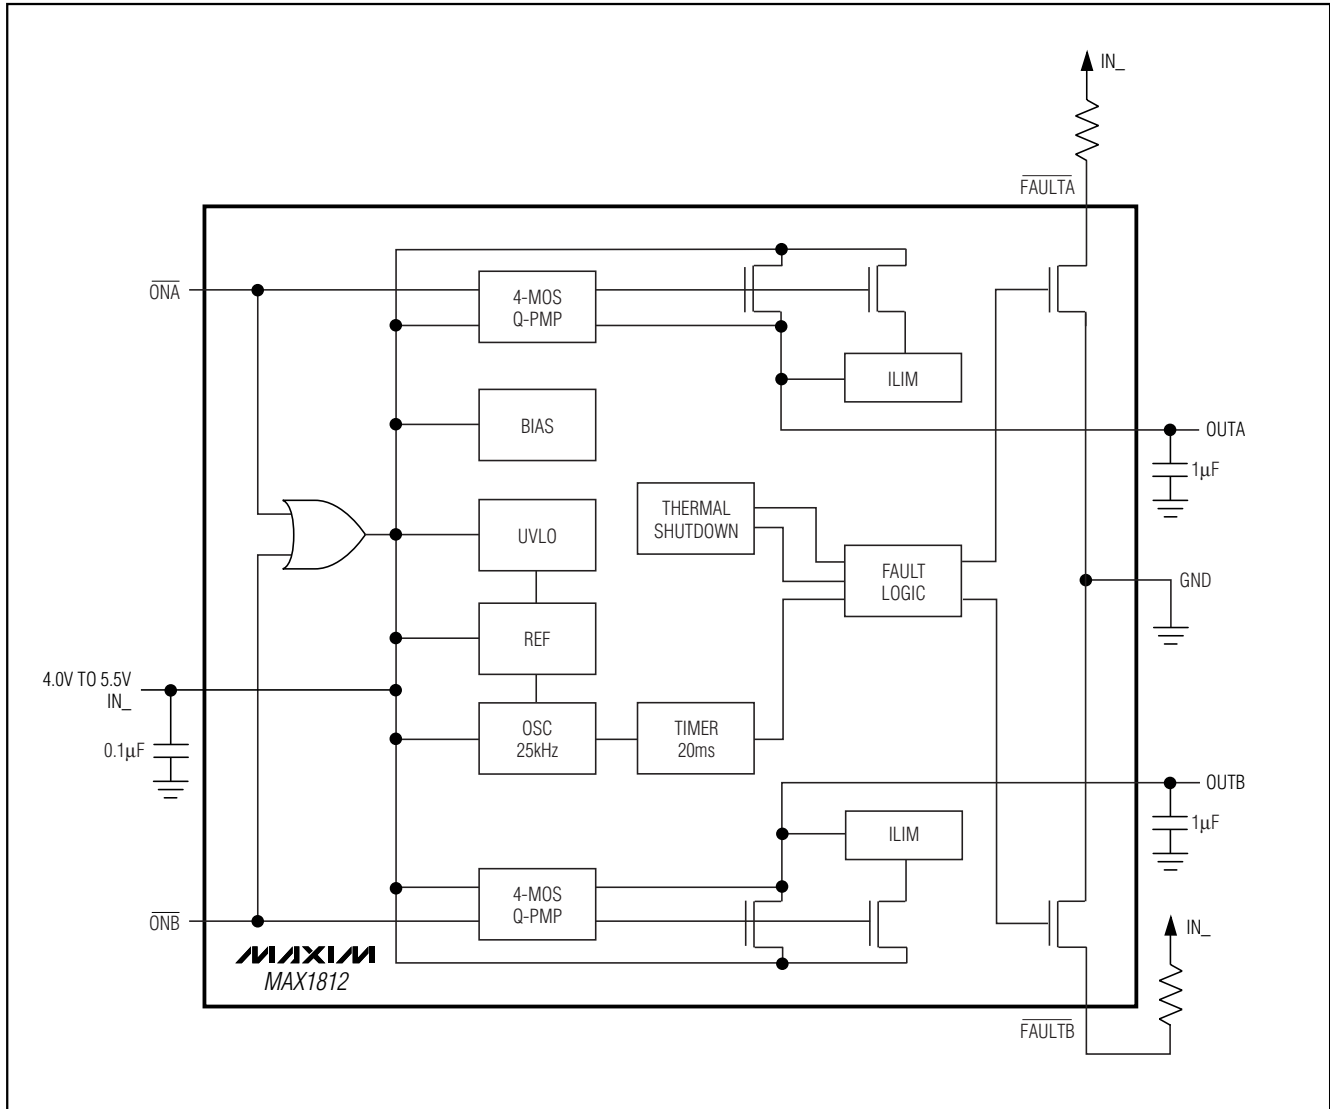 IN_
FAULTA
ONA
4-MOS
Q-PMP
ILIM
BIAS
OUTA
1μF
THERMAL
SHUTDOWN
UVLO
FAULT
LOGIC
GND
REF
4.0V TO 5.5V
IN_
OSC
25kHz
TIMER
20ms
0.1μF
OUTB
1μF
ILIM
4-MOS
Q-PMP
ONB
IN_
MAXIM
MAX1812
FAULTB